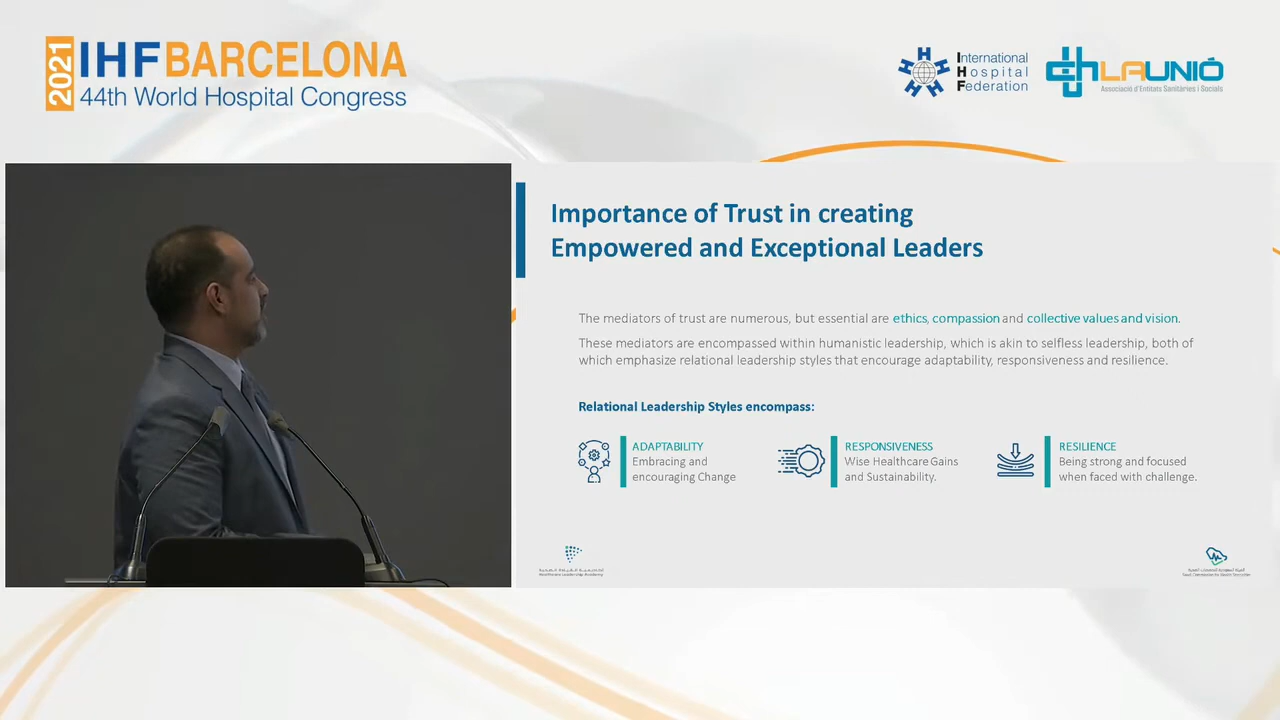 2021
IHF BARCELONA
44th World Hospital Congress
International
Hospital
Federation
LAUNIÓ
Associació d'Entitats Sanitàries i Socials
Importance of Trust in creating
Empowered and Exceptional Leaders
The mediators of trust are numerous, but essential are ethics, compassion and collective values and vision.
These mediators are encompassed within humanistic leadership, which is akin to selfless leadership, both of
which emphasize relational leadership styles that encourage adaptability, responsiveness and resilience.
Relational Leadership Styles encompass:
ADAPTABILITY
Embracing and
encouraging Change
RESPONSIVENESS
Wise Healthcare Gains
and Sustainability.
RESILIENCE
Being strong and focused
when faced with challenge.
Healthcare Leadership Academy